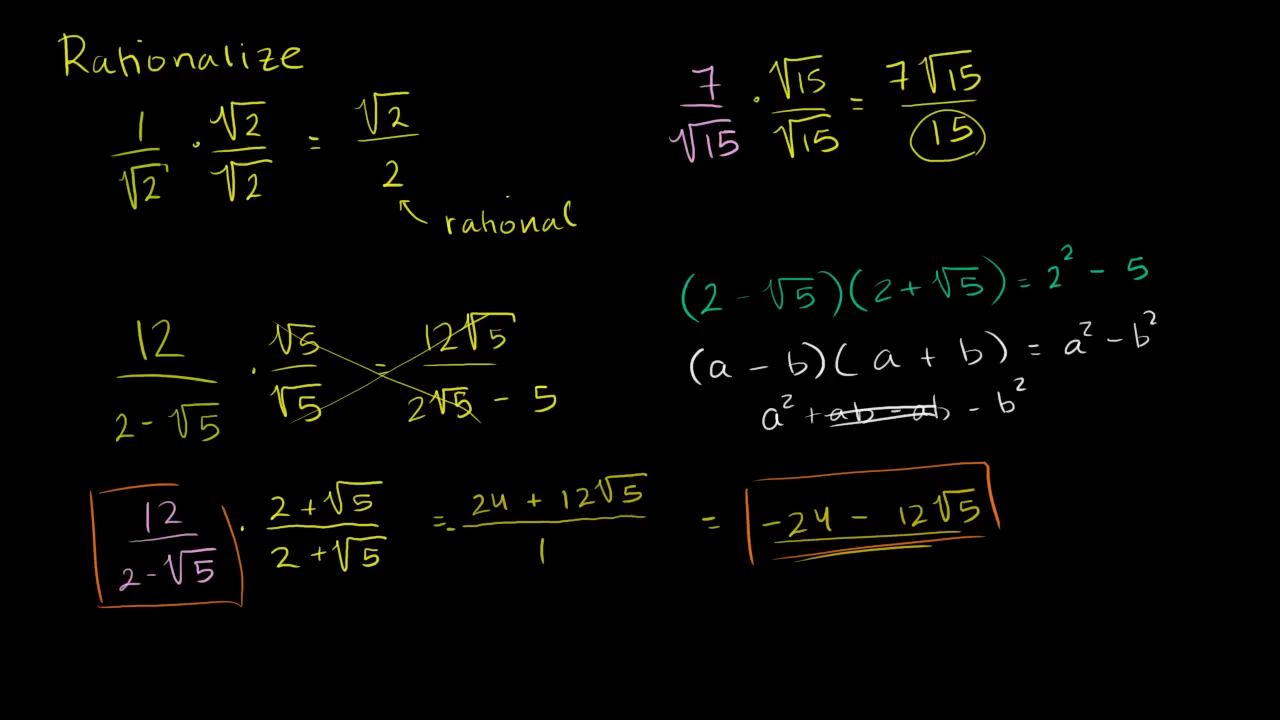 Rationalize
1/√2 · √2/√2 = √2/2
rational
7/√15 · √15/√15 = 7√15/15
(2 - √5)(2 + √5) = 2² - 5
(a - b)(a + b) = a² - b²
a² + ab - ab - b²
12/(2 - √5) · √5/√5 = 12√5/(2√5 - 5)
12/(2 - √5) · (2 + √5)/(2 + √5) = - (24 + 12√5)/1 = -24 - 12√5